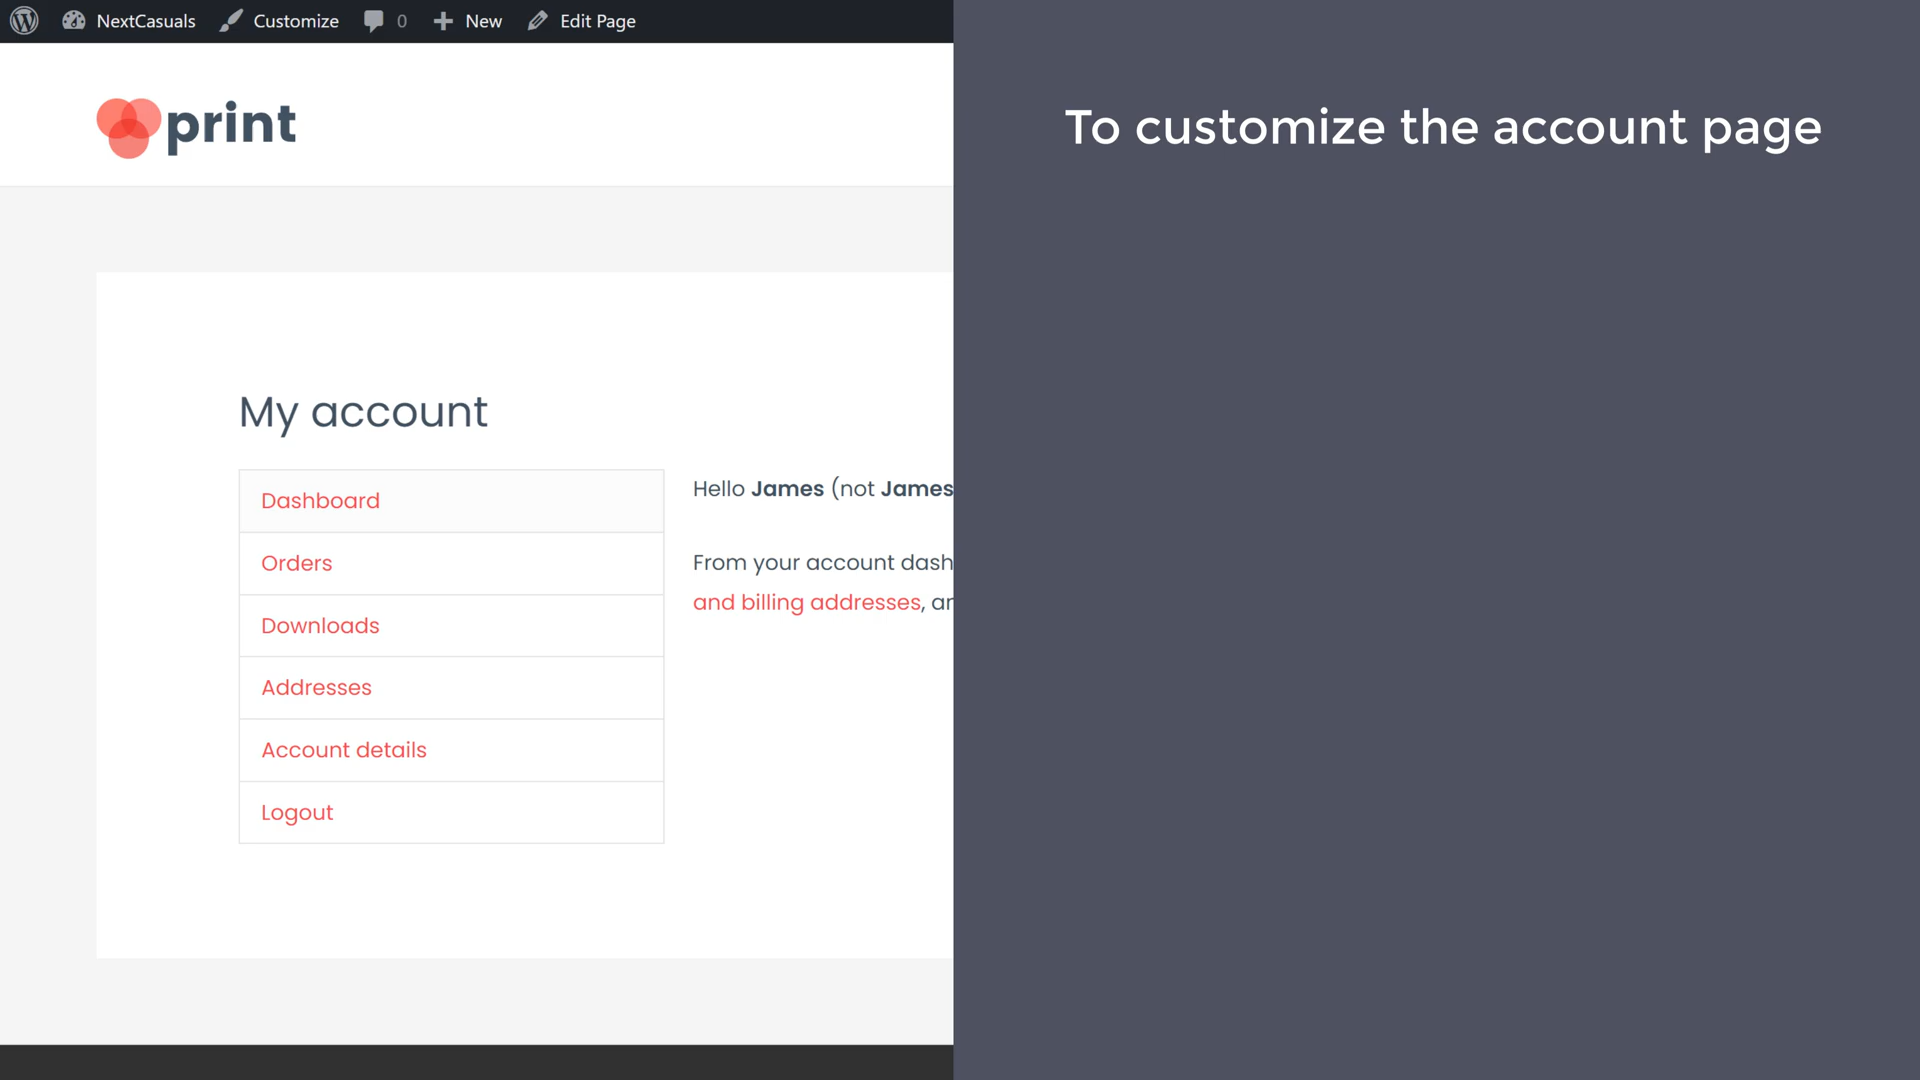 NextCasuals Customize 0 New Edit Page
print
To customize the account page
My account
Dashboard
Orders
Downloads
Addresses
Account details
Logout
Hello James (not James
From your account dash
and billing addresses, ar